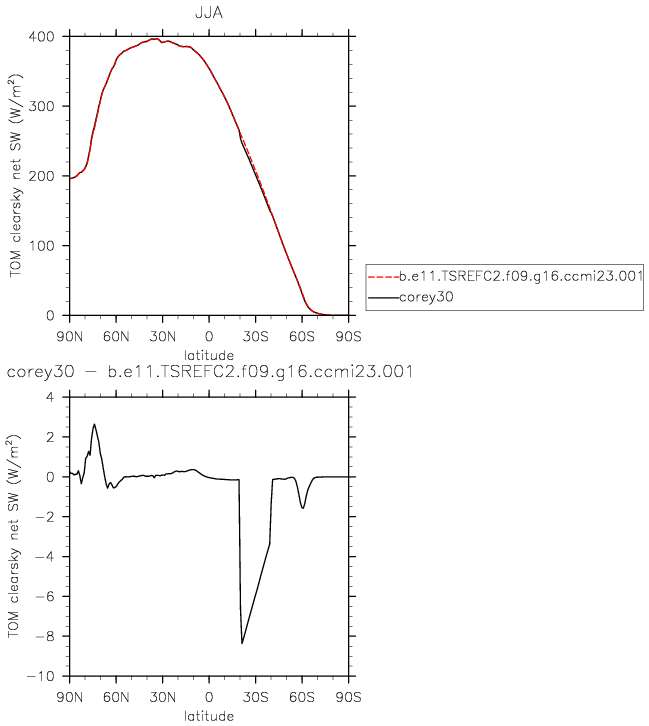 JJA
TOM clearsky net SW (W/m²)
400
300
200
100
0
90N 60N 30N 0 30S 60S 90S
latitude
b.e11.TSREFC2.f09.g16.ccmi23.001
corey30
corey30 − b.e11.TSREFC2.f09.g16.ccmi23.001
TOM clearsky net SW (W/m²)
4
2
0
−2
−4
−6
−8
−10
90N 60N 30N 0 30S 60S 90S
latitude